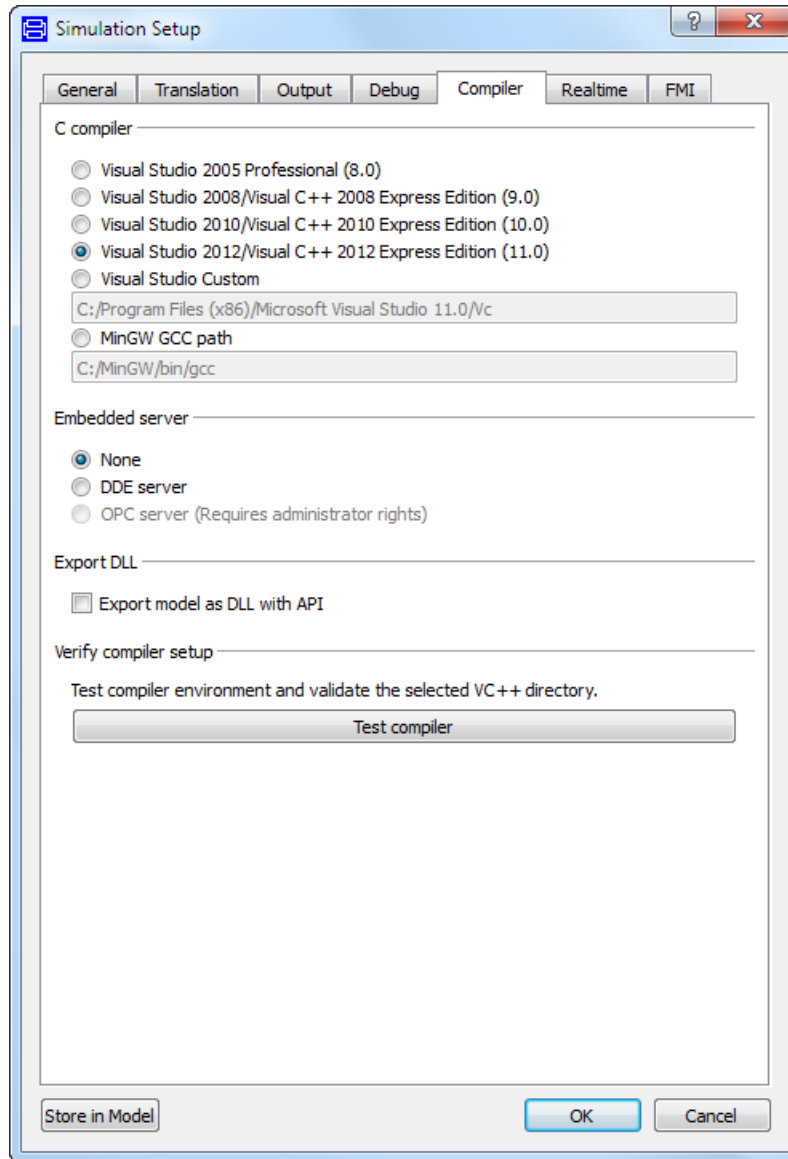 Simulation Setup
?
General Translation Output Debug Compiler Realtime FMI
C compiler
Visual Studio 2005 Professional (8.0)
Visual Studio 2008/Visual C++ 2008 Express Edition (9.0)
Visual Studio 2010/Visual C++ 2010 Express Edition (10.0)
Visual Studio 2012/Visual C++ 2012 Express Edition (11.0)
Visual Studio Custom
C:/Program Files (x86)/Microsoft Visual Studio 11.0/Vc
MinGW GCC path
C:/MinGW/bin/gcc
Embedded server
None
DDE server
OPC server (Requires administrator rights)
Export DLL
Export model as DLL with API
Verify compiler setup
Test compiler environment and validate the selected VC++ directory.
Test compiler
Store in Model OK Cancel